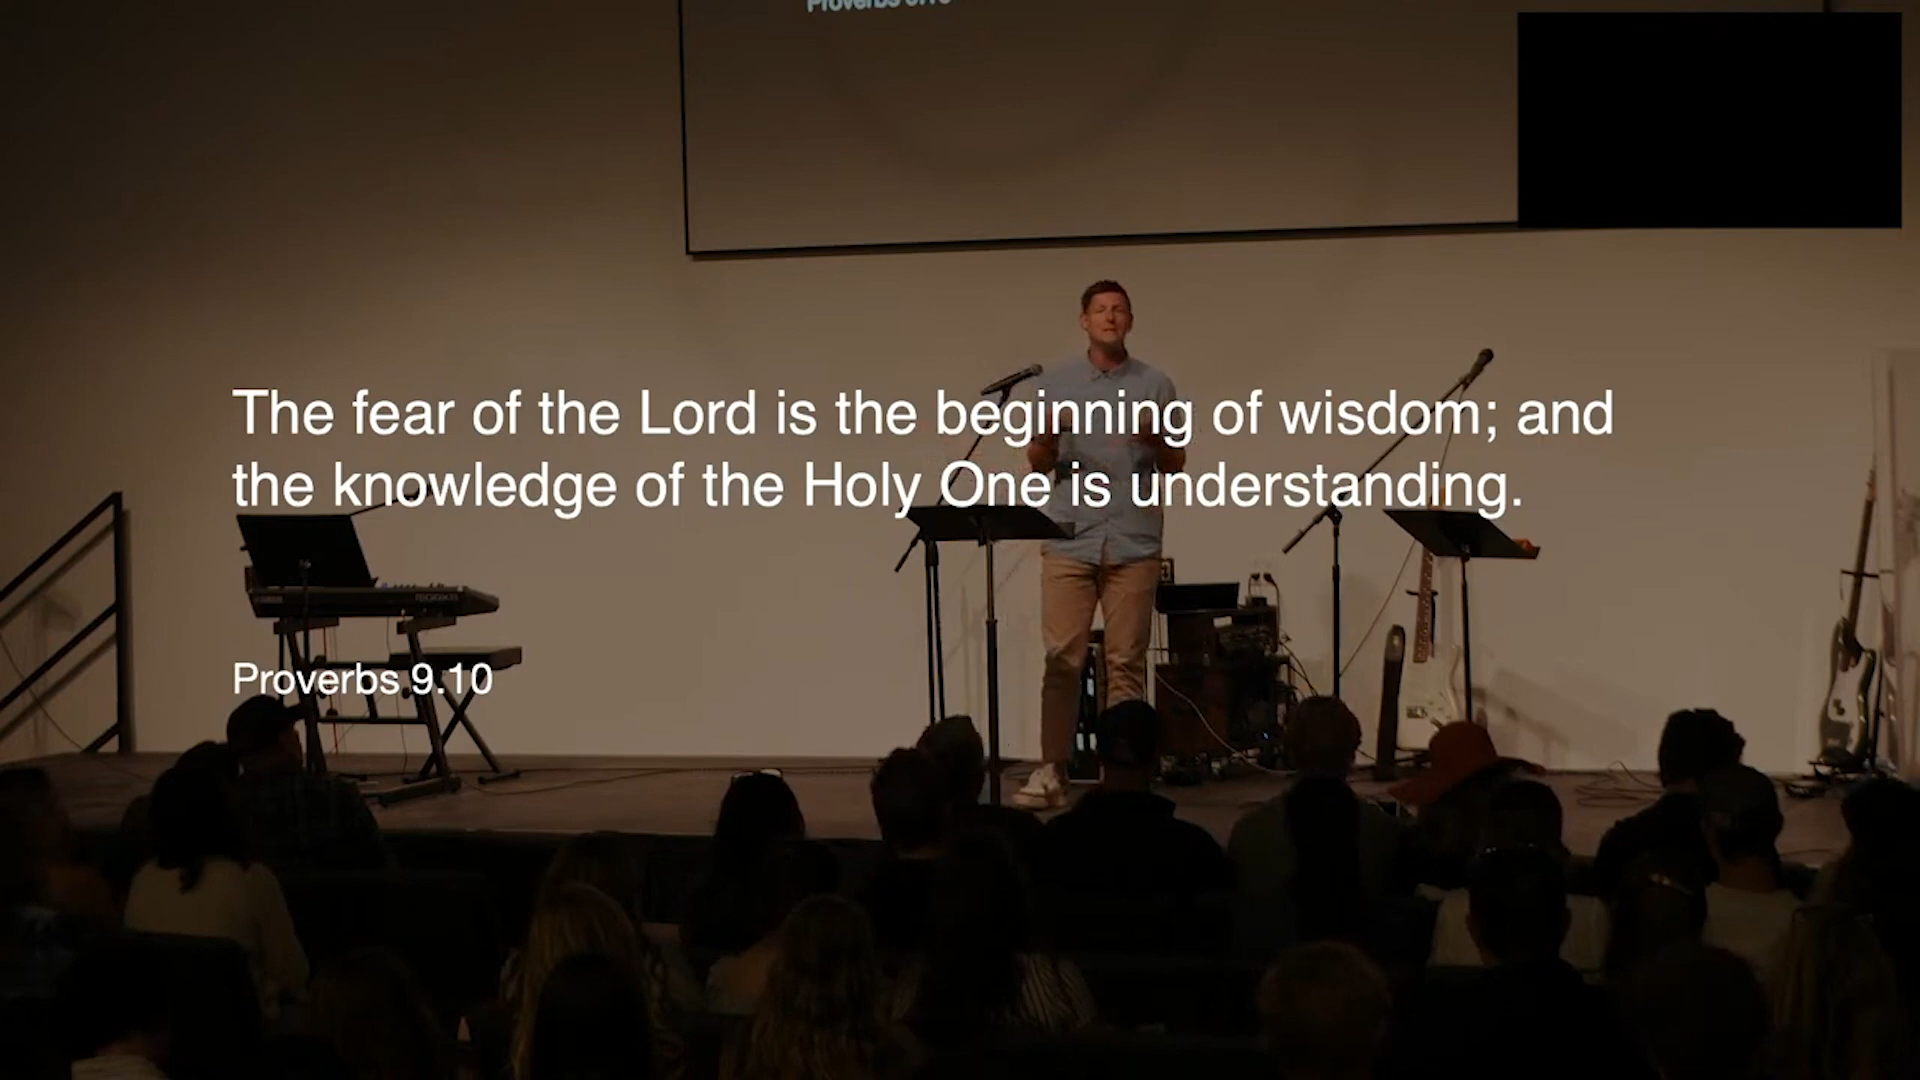 The fear of the Lord is the beginning of wisdom; and
the knowledge of the Holy One is understanding.
Proverbs 9.10